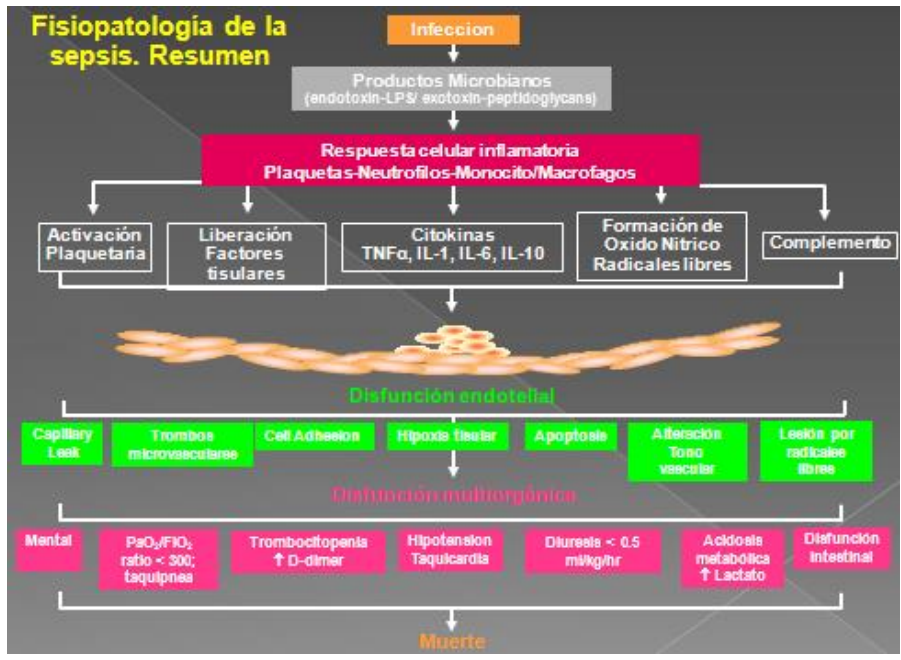 Fisiopatología de la
sepsis. Resumen
Infeccion
Productos Microbianos
(endotoxin-LPS/ exotoxin-peptidoglycans)
Respuesta celular inflamatoria
Plaquetas-Neutrofilos-Monocito/Macrofagos
Activación
Plaquetaria
Liberación
Factores
tisulares
Citokinas
TNFα, IL-1, IL-6, IL-10
Formación de
Oxido Nitrico
Radicales libres
Complemento
Disfunción endotelial
Capillary
Leak
Trombos
microvasculares
Cell Adhesion
Hipoxia tisular
Apoptosis
Alteración
Tono
vascular
Lesión por
radicales
libres
Disfunción multiorgánica
Mental
PaO₂/FIO₂
ratio < 300;
taquipnea
Trombocitopenia
↑ D-dimer
Hipotension
Taquicardia
Diuresis < 0.5
ml/kg/hr
Acidosis
metabólica
↑ Lactato
Disfunción
intestinal
Muerte